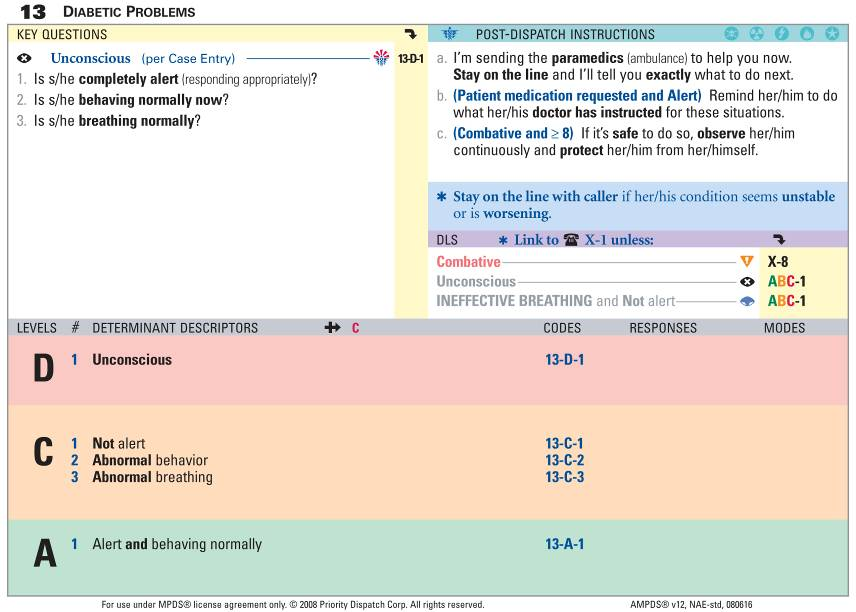 13 DIABETIC PROBLEMS
KEY QUESTIONS
Unconscious (per Case Entry) 13-D-1
1. Is s/he completely alert (responding appropriately)?
2. Is s/he behaving normally now?
3. Is s/he breathing normally?
POST-DISPATCH INSTRUCTIONS
a. I'm sending the paramedics (ambulance) to help you now.
Stay on the line and I'll tell you exactly what to do next.
b. (Patient medication requested and Alert) Remind her/him to do
what her/his doctor has instructed for these situations.
c. (Combative and ≥ 8) If it's safe to do so, observe her/him
continuously and protect her/him from her/himself.
* Stay on the line with caller if her/his condition seems unstable
or is worsening.
DLS * Link to ☎ X-1 unless:
Combative X-8
Unconscious ABC-1
INEFFECTIVE BREATHING and Not alert ABC-1
LEVELS # DETERMINANT DESCRIPTORS C CODES RESPONSES MODES
D 1 Unconscious 13-D-1
C 1 Not alert 13-C-1
2 Abnormal behavior 13-C-2
3 Abnormal breathing 13-C-3
A 1 Alert and behaving normally 13-A-1
For use under MPDS® license agreement only. © 2008 Priority Dispatch Corp. All rights reserved. AMPDS® v12, NAE-std, 080616